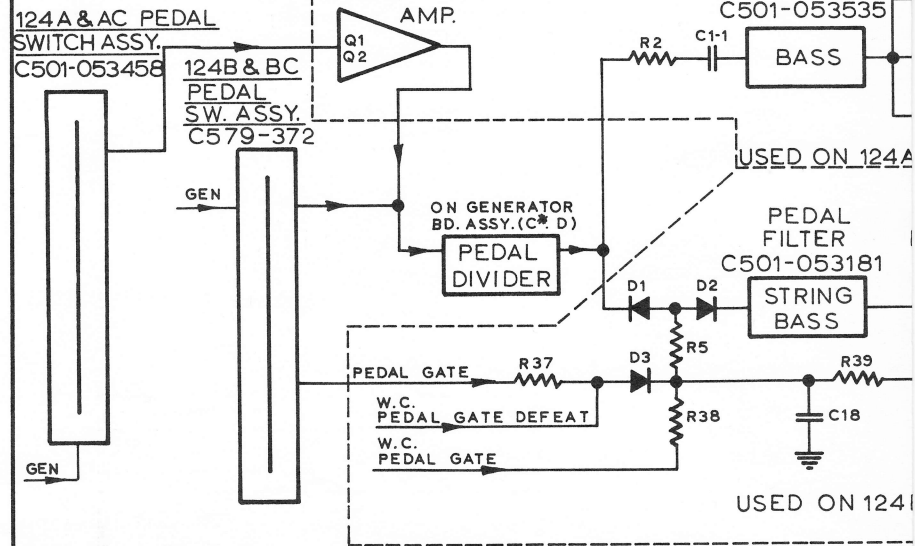 124A & AC PEDAL
SWITCH ASSY.
C501-053458
124B & BC
PEDAL
SW. ASSY.
C579-372
AMP.
Q1
Q2
C501-053535
R2
C1-1
BASS
USED ON 124A
GEN
ON GENERATOR
BD. ASSY. (C#. D)
PEDAL
DIVIDER
PEDAL
FILTER
C501-053181
D1
D2
STRING
BASS
R5
PEDAL GATE
R37
D3
R39
W.C.
PEDAL GATE DEFEAT
R38
C18
W.C.
PEDAL GATE
GEN
USED ON 124